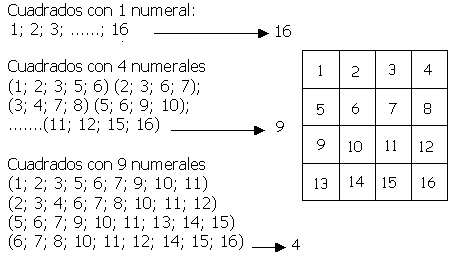 Cuadrados con 1 numeral:
1; 2; 3; ......; 16 → 16
Cuadrados con 4 numerales
(1; 2; 3; 5; 6) (2; 3; 6; 7);
(3; 4; 7; 8) (5; 6; 9; 10);
.......(11; 12; 15; 16) → 9
Cuadrados con 9 numerales
(1; 2; 3; 5; 6; 7; 9; 10; 11)
(2; 3; 4; 6; 7; 8; 10; 11; 12)
(5; 6; 7; 9; 10; 11; 13; 14; 15)
(6; 7; 8; 10; 11; 12; 14; 15; 16) → 4
1 2 3 4
5 6 7 8
9 10 11 12
13 14 15 16